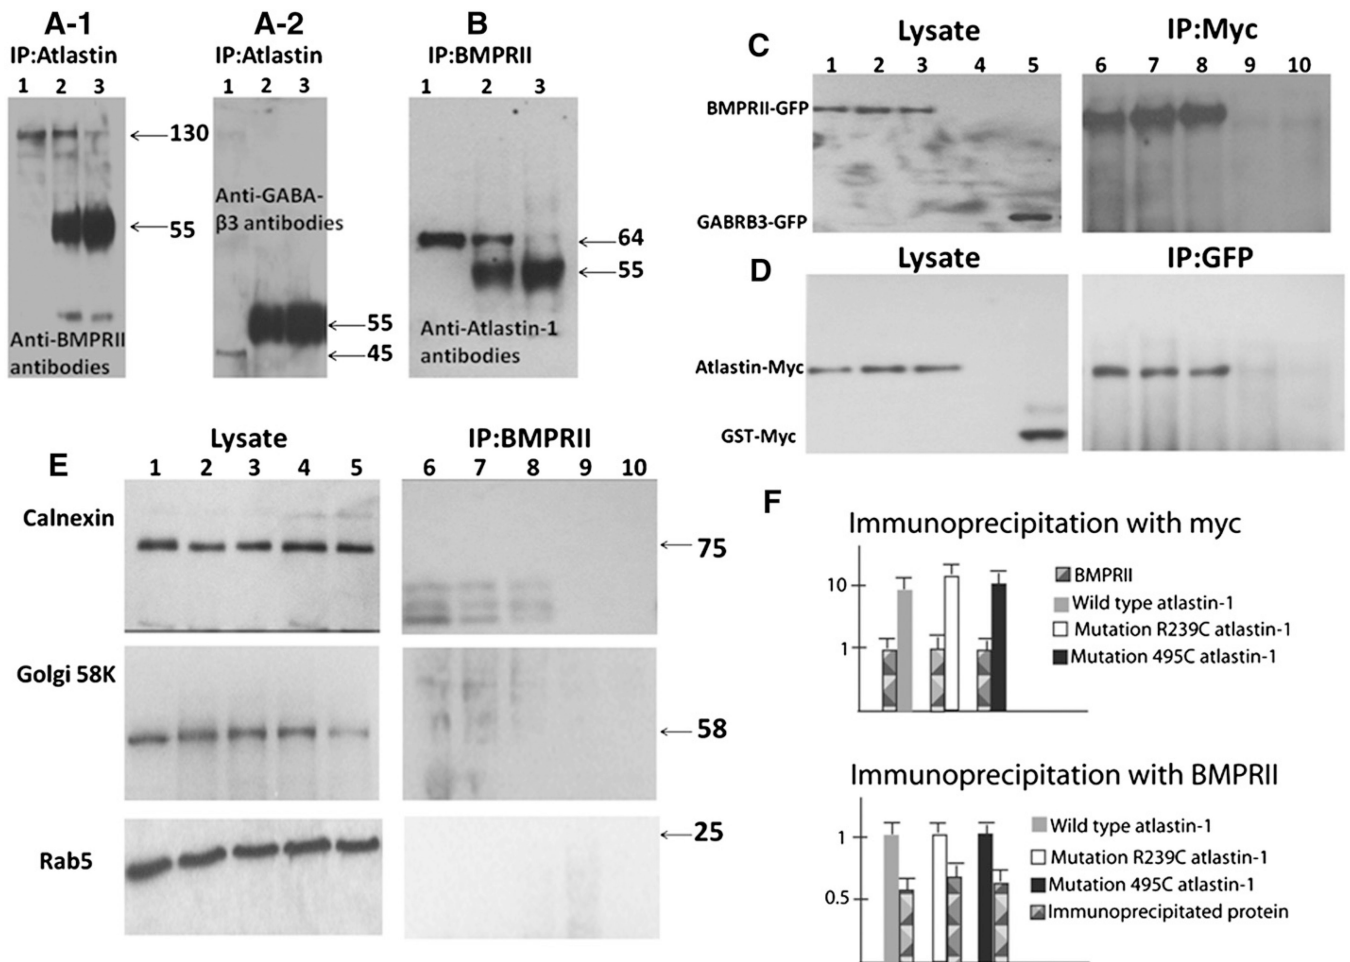 A-1
IP:Atlastin
1 2 3
130
55
Anti-BMPRII
antibodies
A-2
IP:Atlastin
1 2 3
Anti-GABA-
β3 antibodies
55
45
B
IP:BMPRII
1 2 3
64
55
Anti-Atlastin-1
antibodies
C
Lysate
IP:Myc
1 2 3 4 5
6 7 8 9 10
BMPRII-GFP
GABRB3-GFP
D
Lysate
IP:GFP
Atlastin-Myc
GST-Myc
E
Lysate
IP:BMPRII
1 2 3 4 5
6 7 8 9 10
Calnexin
75
Golgi 58K
58
Rab5
25
F
Immunoprecipitation with myc
10
1
BMPRII
Wild type atlastin-1
Mutation R239C atlastin-1
Mutation 495C atlastin-1
Immunoprecipitation with BMPRII
1
0.5
Wild type atlastin-1
Mutation R239C atlastin-1
Mutation 495C atlastin-1
Immunoprecipitated protein